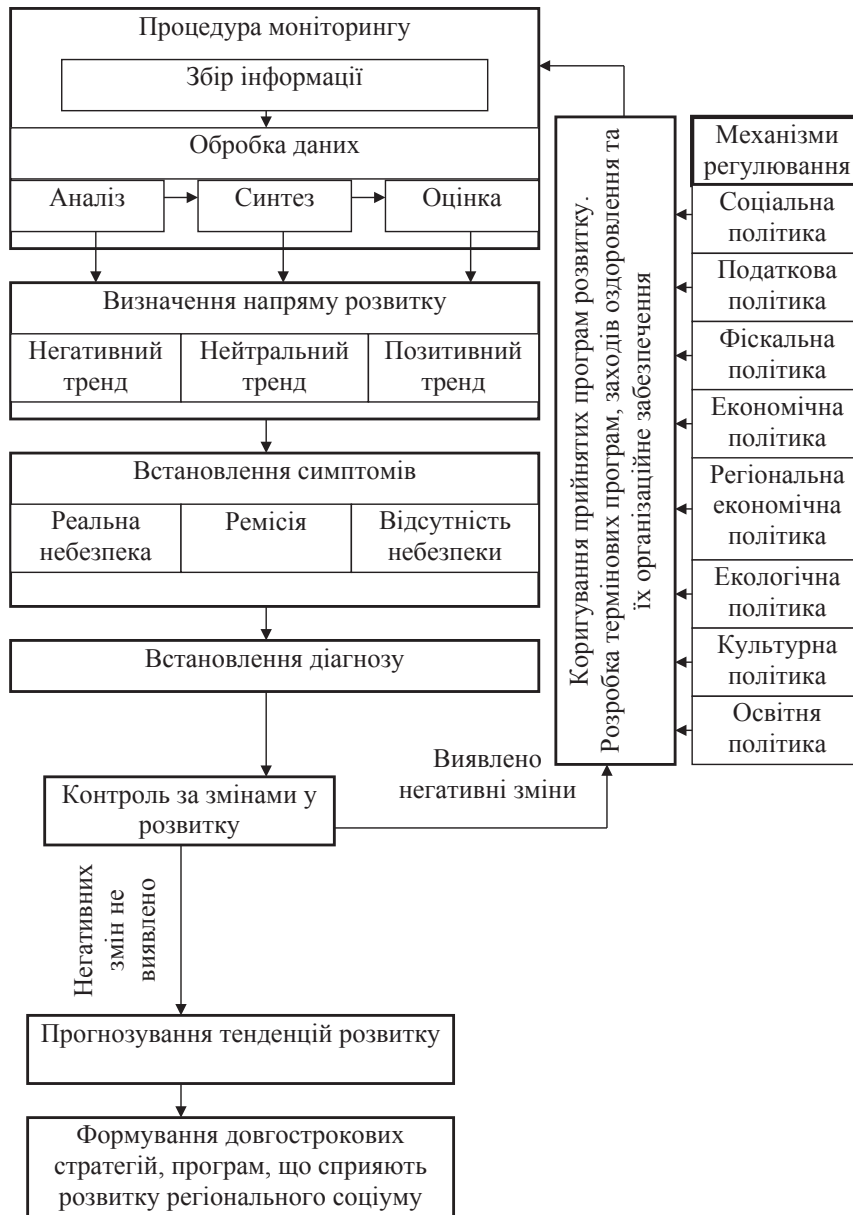 Процедура моніторингу
Збір інформації
Обробка даних
Аналіз
Синтез
Оцінка
Визначення напряму розвитку
Негативний
тренд
Нейтральний
тренд
Позитивний
тренд
Встановлення симптомів
Реальна
небезпека
Ремісія
Відсутність
небезпеки
Встановлення діагнозу
Контроль за змінами у
розвитку
Виявлено
негативні зміни
Негативних
змін не
виявлено
Прогнозування тенденцій розвитку
Формування довгострокових
стратегій, програм, що сприяють
розвитку регіонального соціуму
Коригування прийнятих програм розвитку.
Розробка термінових програм, заходів оздоровлення та
їх організаційне забезпечення
Механізми
регулювання
Соціальна
політика
Податкова
політика
Фіскальна
політика
Економічна
політика
Регіональна
економічна
політика
Екологічна
політика
Культурна
політика
Освітня
політика